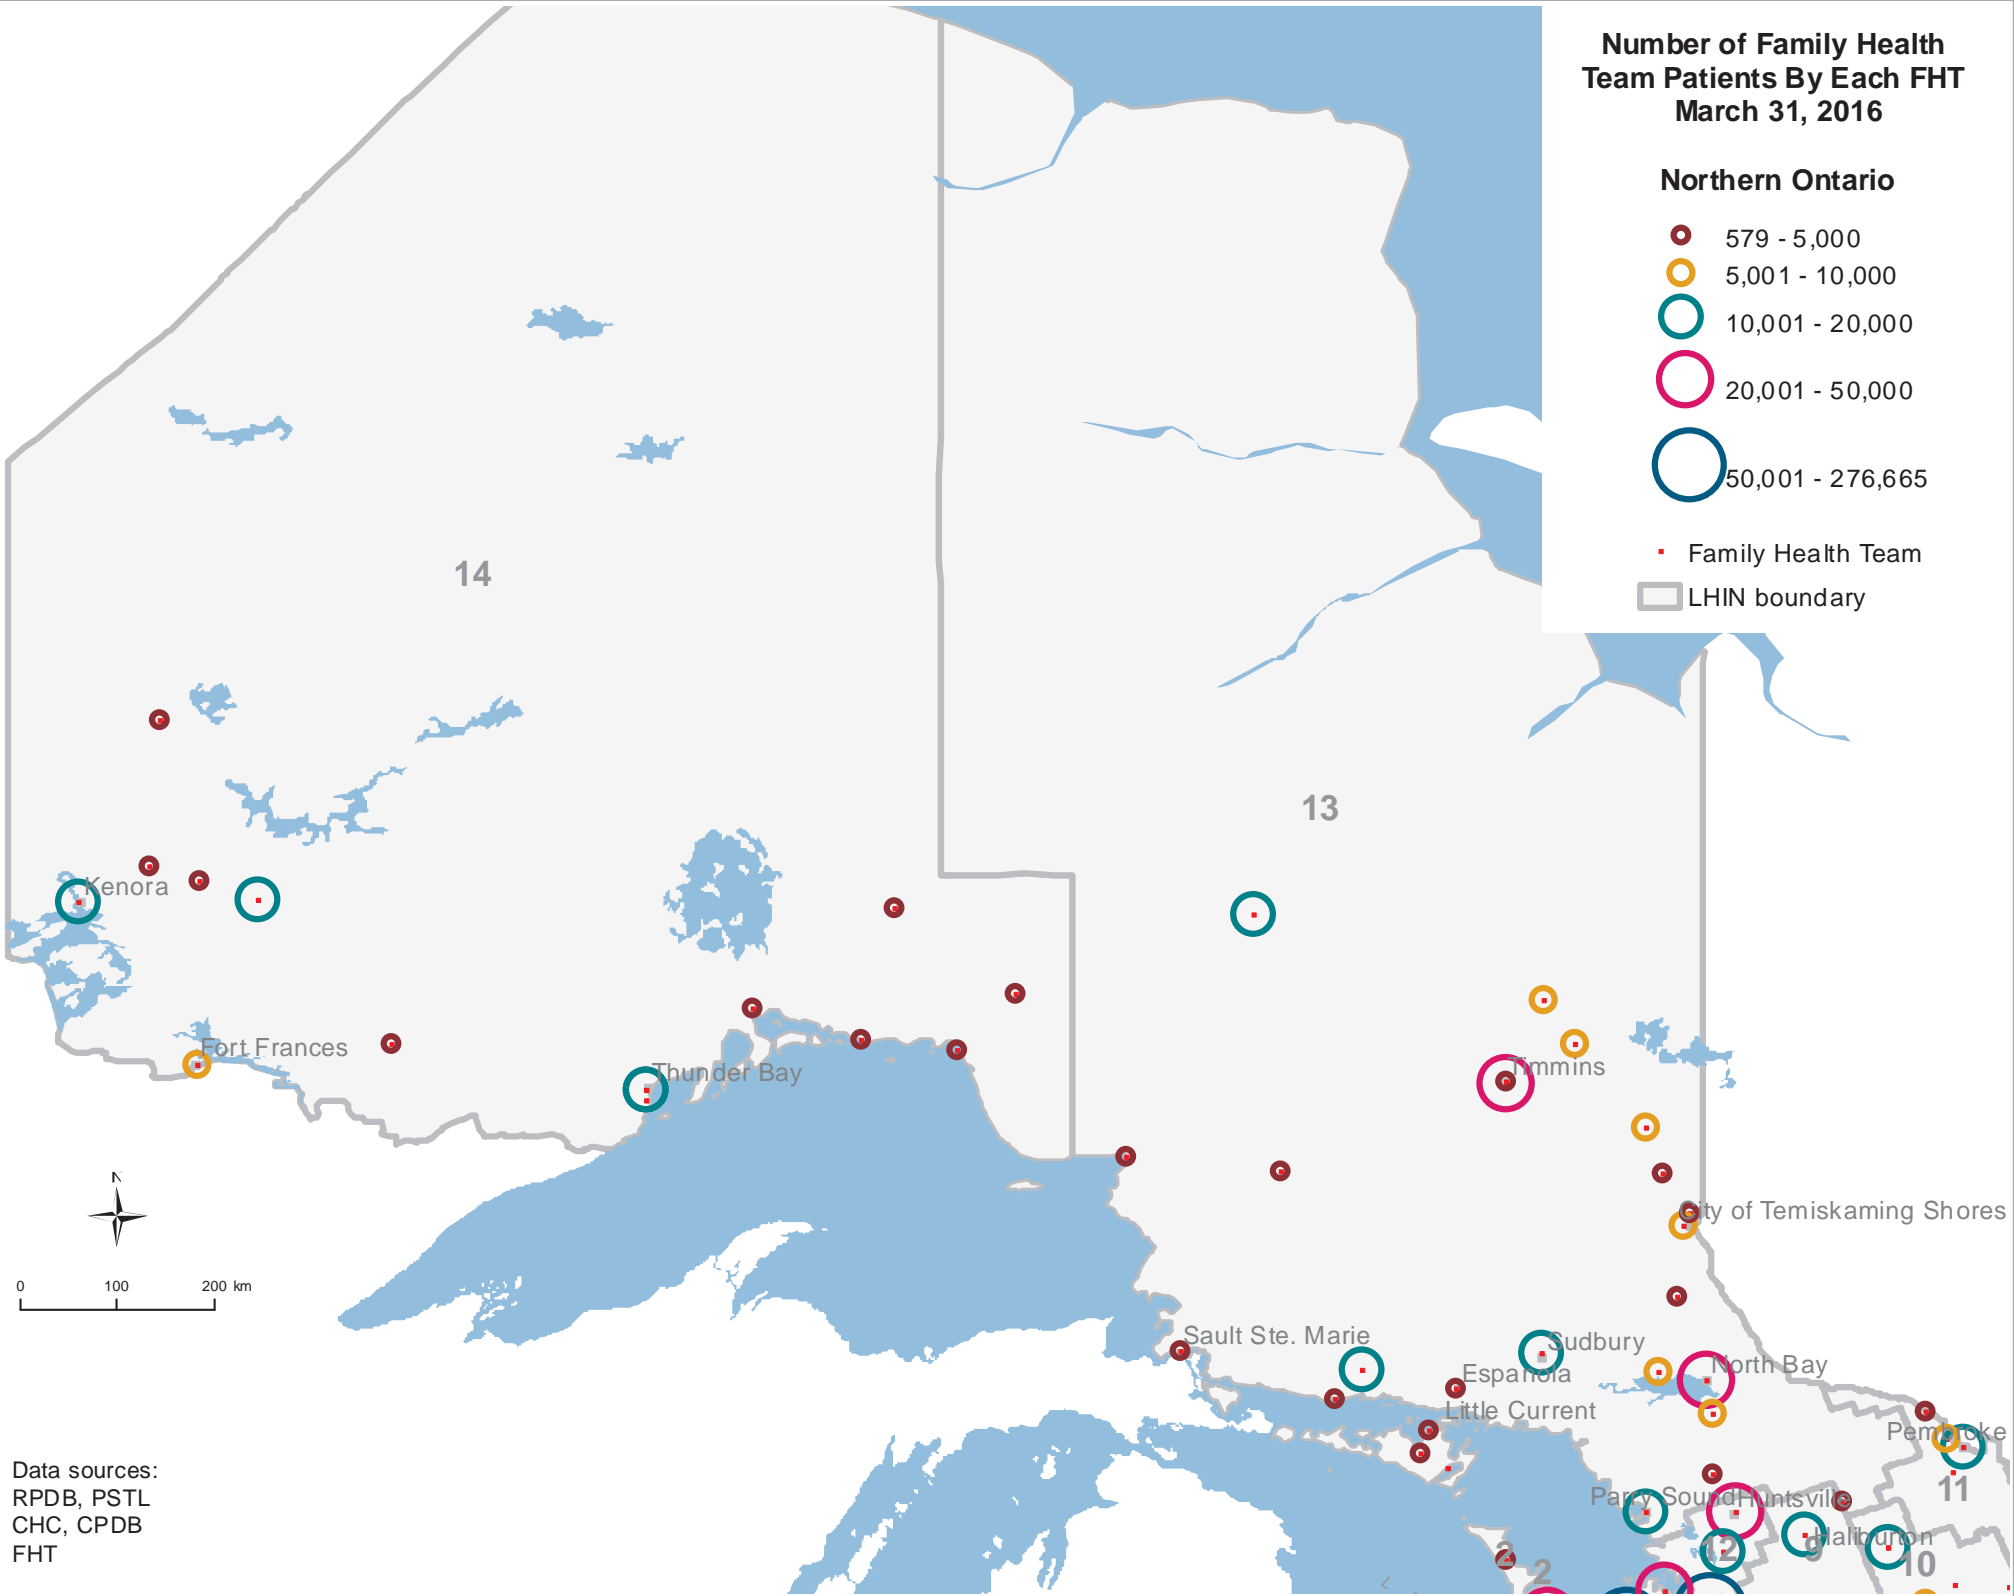 Number of Family Health
Team Patients By Each FHT
March 31, 2016
Northern Ontario
579 - 5,000
5,001 - 10,000
10,001 - 20,000
20,001 - 50,000
50,001 - 276,665
Family Health Team
LHIN boundary
14
13
Kenora
Fort Frances
Thunder Bay
Timmins
City of Temiskaming Shores
N
0 100 200 km
Sault Ste. Marie
Sudbury
Espanola
North Bay
Little Current
Pembroke
11
Parry Sound
Huntsville
Haliburton
12
9
10
2
2
Data sources:
RPDB, PSTL
CHC, CPDB
FHT